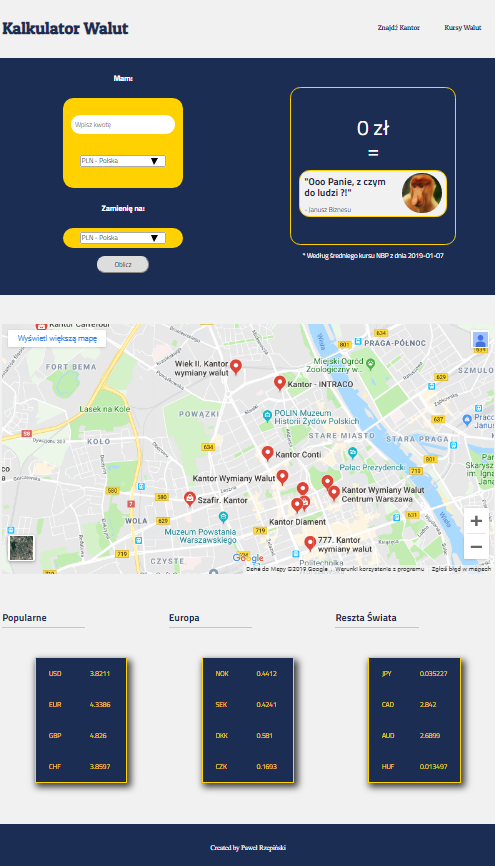 Kalkulator Walut
Znajdź Kantor
Kursy Walut
Mam:
Wpisz kwotę
PLN - Polska
Zamienię na:
PLN - Polska
Oblicz
0 zł
=
"Ooo Panie, z czym
do ludzi ?!"
- Janusz Biznesu
* Według średniego kursu NBP z dnia 2019-01-07
Kantor Carrefour
Wyświetl większą mapę
FORT BEMA
Wiek II. Kantor
wymiany walut
Kantor - INTRACO
PRAGA-PÓŁNOC
Miejski Ogród
Zoologiczny w...
Lasek na Kole
POWĄZKI
POLIN Muzeum
Historii Żydów Polskich
KOŁO
STARE MIASTO
STARA PRAGA
Kantor Conti
Pałac Prezydencki
Kantor Wymiany Walut
Szafir. Kantor
Kantor Wymiany Walut
Centrum Warszawa
WOLA
Muzeum Powstania
Warszawskiego
Kantor Diament
777. Kantor
wymiany walut
CZYSTE
Politechnika
Google
Dane do Mapy ©2019 Google
Warunki korzystania z programu
Zgłoś błąd w mapach
Popularne
Europa
Reszta Świata
USD 3.8211
EUR 4.3386
GBP 4.826
CHF 3.8597
NOK 0.4412
SEK 0.4241
DKK 0.581
CZK 0.1693
JPY 0.035227
CAD 2.842
AUD 2.6899
HUF 0.013497
Created by Paweł Rzepiński